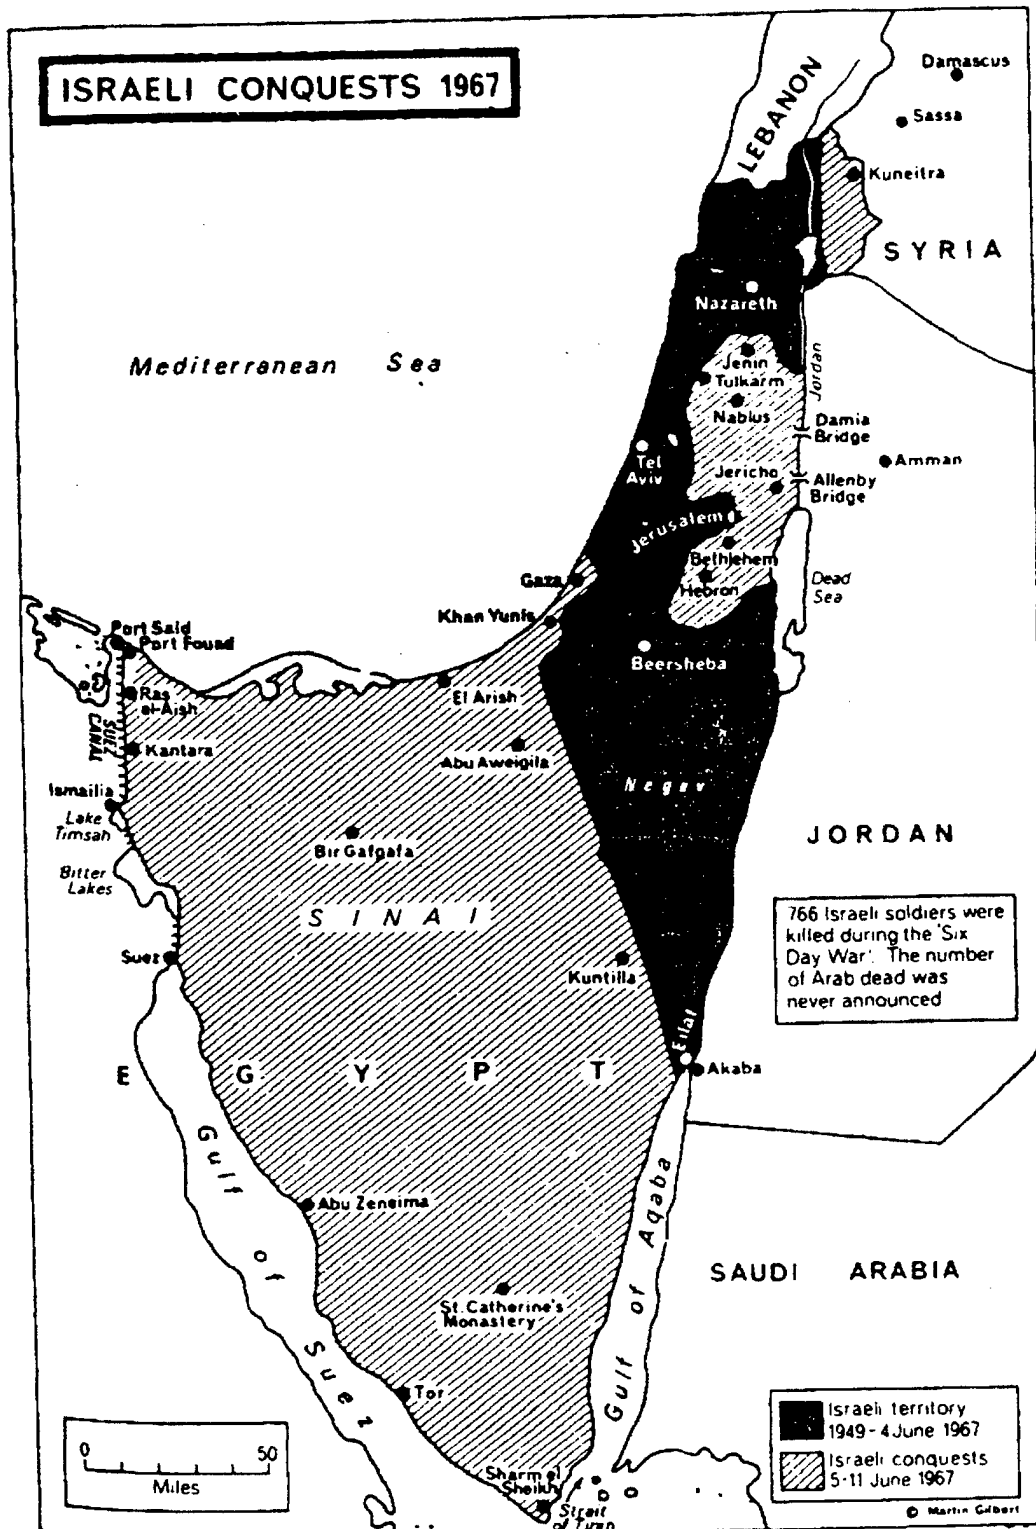 ISRAELI CONQUESTS 1967
Damascus
Sassa
LEBANON
Kuneitra
SYRIA
Nazareth
Mediterranean Sea
Jenin
Tulkarm
Nablus
Jordan
Damia
Bridge
Tel
Aviv
Jericho
Amman
Allenby
Bridge
Jerusalem
Bethlehem
Gaza
Hebron
Dead
Sea
Khan Yunis
Port Said
Port Fouad
Beersheba
El Arish
Ras
el-Aish
SUEZ
CANAL
Kantara
Abu Aweigila
Negev
Ismailia
Lake
Timsah
Bir Gafgafa
JORDAN
Bitter
Lakes
SINAI
766 Israeli soldiers were
killed during the 'Six
Day War'. The number
of Arab dead was
never announced
Suez
Kuntilla
Eilat
EGYPT
Akaba
Gulf of Suez
Abu Zeneima
Gulf of Aqaba
SAUDI ARABIA
St. Catherine's
Monastery
Tor
Israeli territory
1949-4 June 1967
Israeli conquests
5-11 June 1967
0 50
Miles
Sharm el
Sheikh
Strait
of
© Martin Gilbert